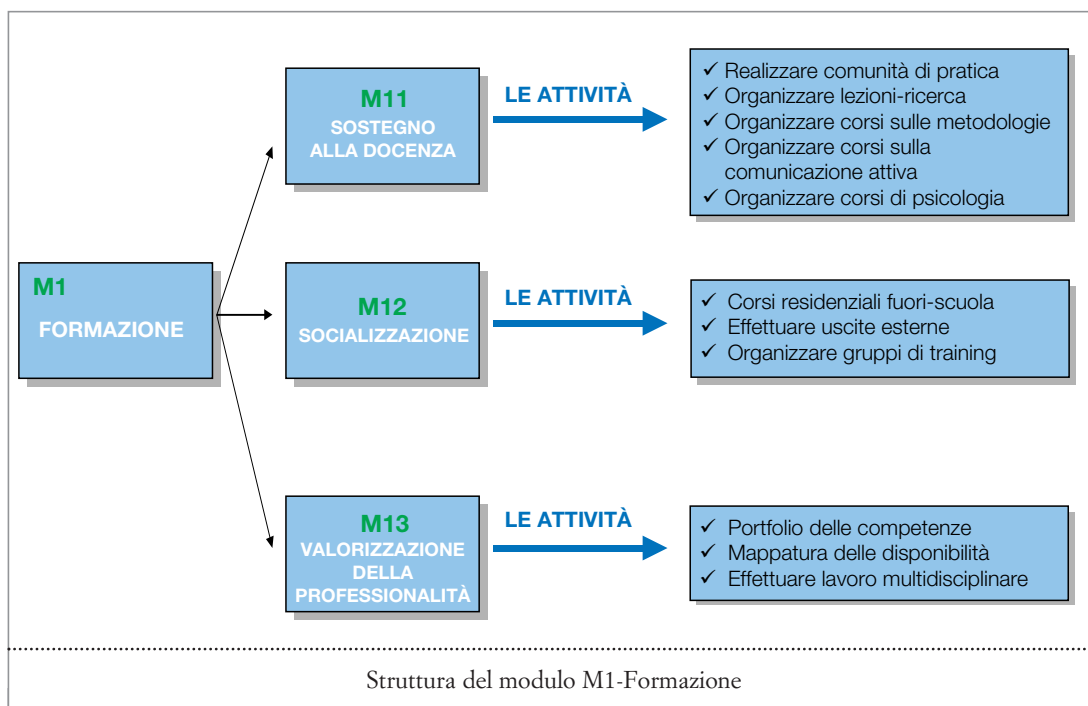 M11
SOSTEGNO
ALLA DOCENZA
LE ATTIVITÀ
✓ Realizzare comunità di pratica
✓ Organizzare lezioni-ricerca
✓ Organizzare corsi sulle metodologie
✓ Organizzare corsi sulla
comunicazione attiva
✓ Organizzare corsi di psicologia
M1
FORMAZIONE
M12
SOCIALIZZAZIONE
LE ATTIVITÀ
✓ Corsi residenziali fuori-scuola
✓ Effettuare uscite esterne
✓ Organizzare gruppi di training
M13
VALORIZZAZIONE
DELLA
PROFESSIONALITÀ
LE ATTIVITÀ
✓ Portfolio delle competenze
✓ Mappatura delle disponibilità
✓ Effettuare lavoro multidisciplinare
Struttura del modulo M1-Formazione